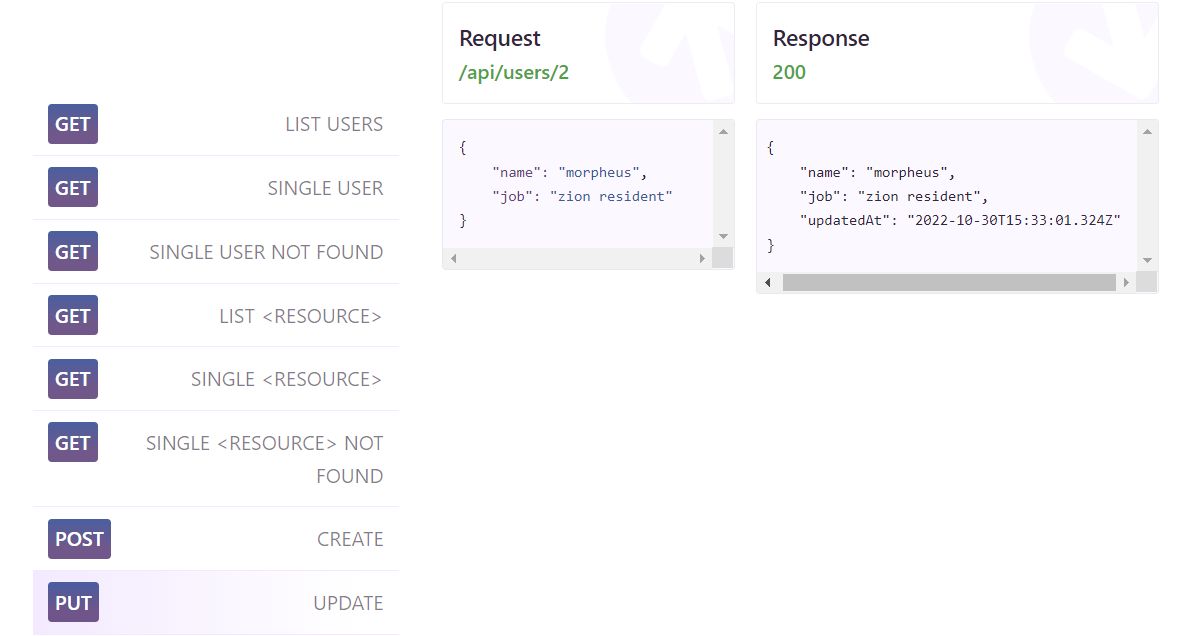 Request
/api/users/2
Response
200
GET LIST USERS
GET SINGLE USER
GET SINGLE USER NOT FOUND
GET LIST <RESOURCE>
GET SINGLE <RESOURCE>
GET SINGLE <RESOURCE> NOT
FOUND
POST CREATE
PUT UPDATE
{
"name": "morpheus",
"job": "zion resident"
}
{
"name": "morpheus",
"job": "zion resident",
"updatedAt": "2022-10-30T15:33:01.324Z"
}